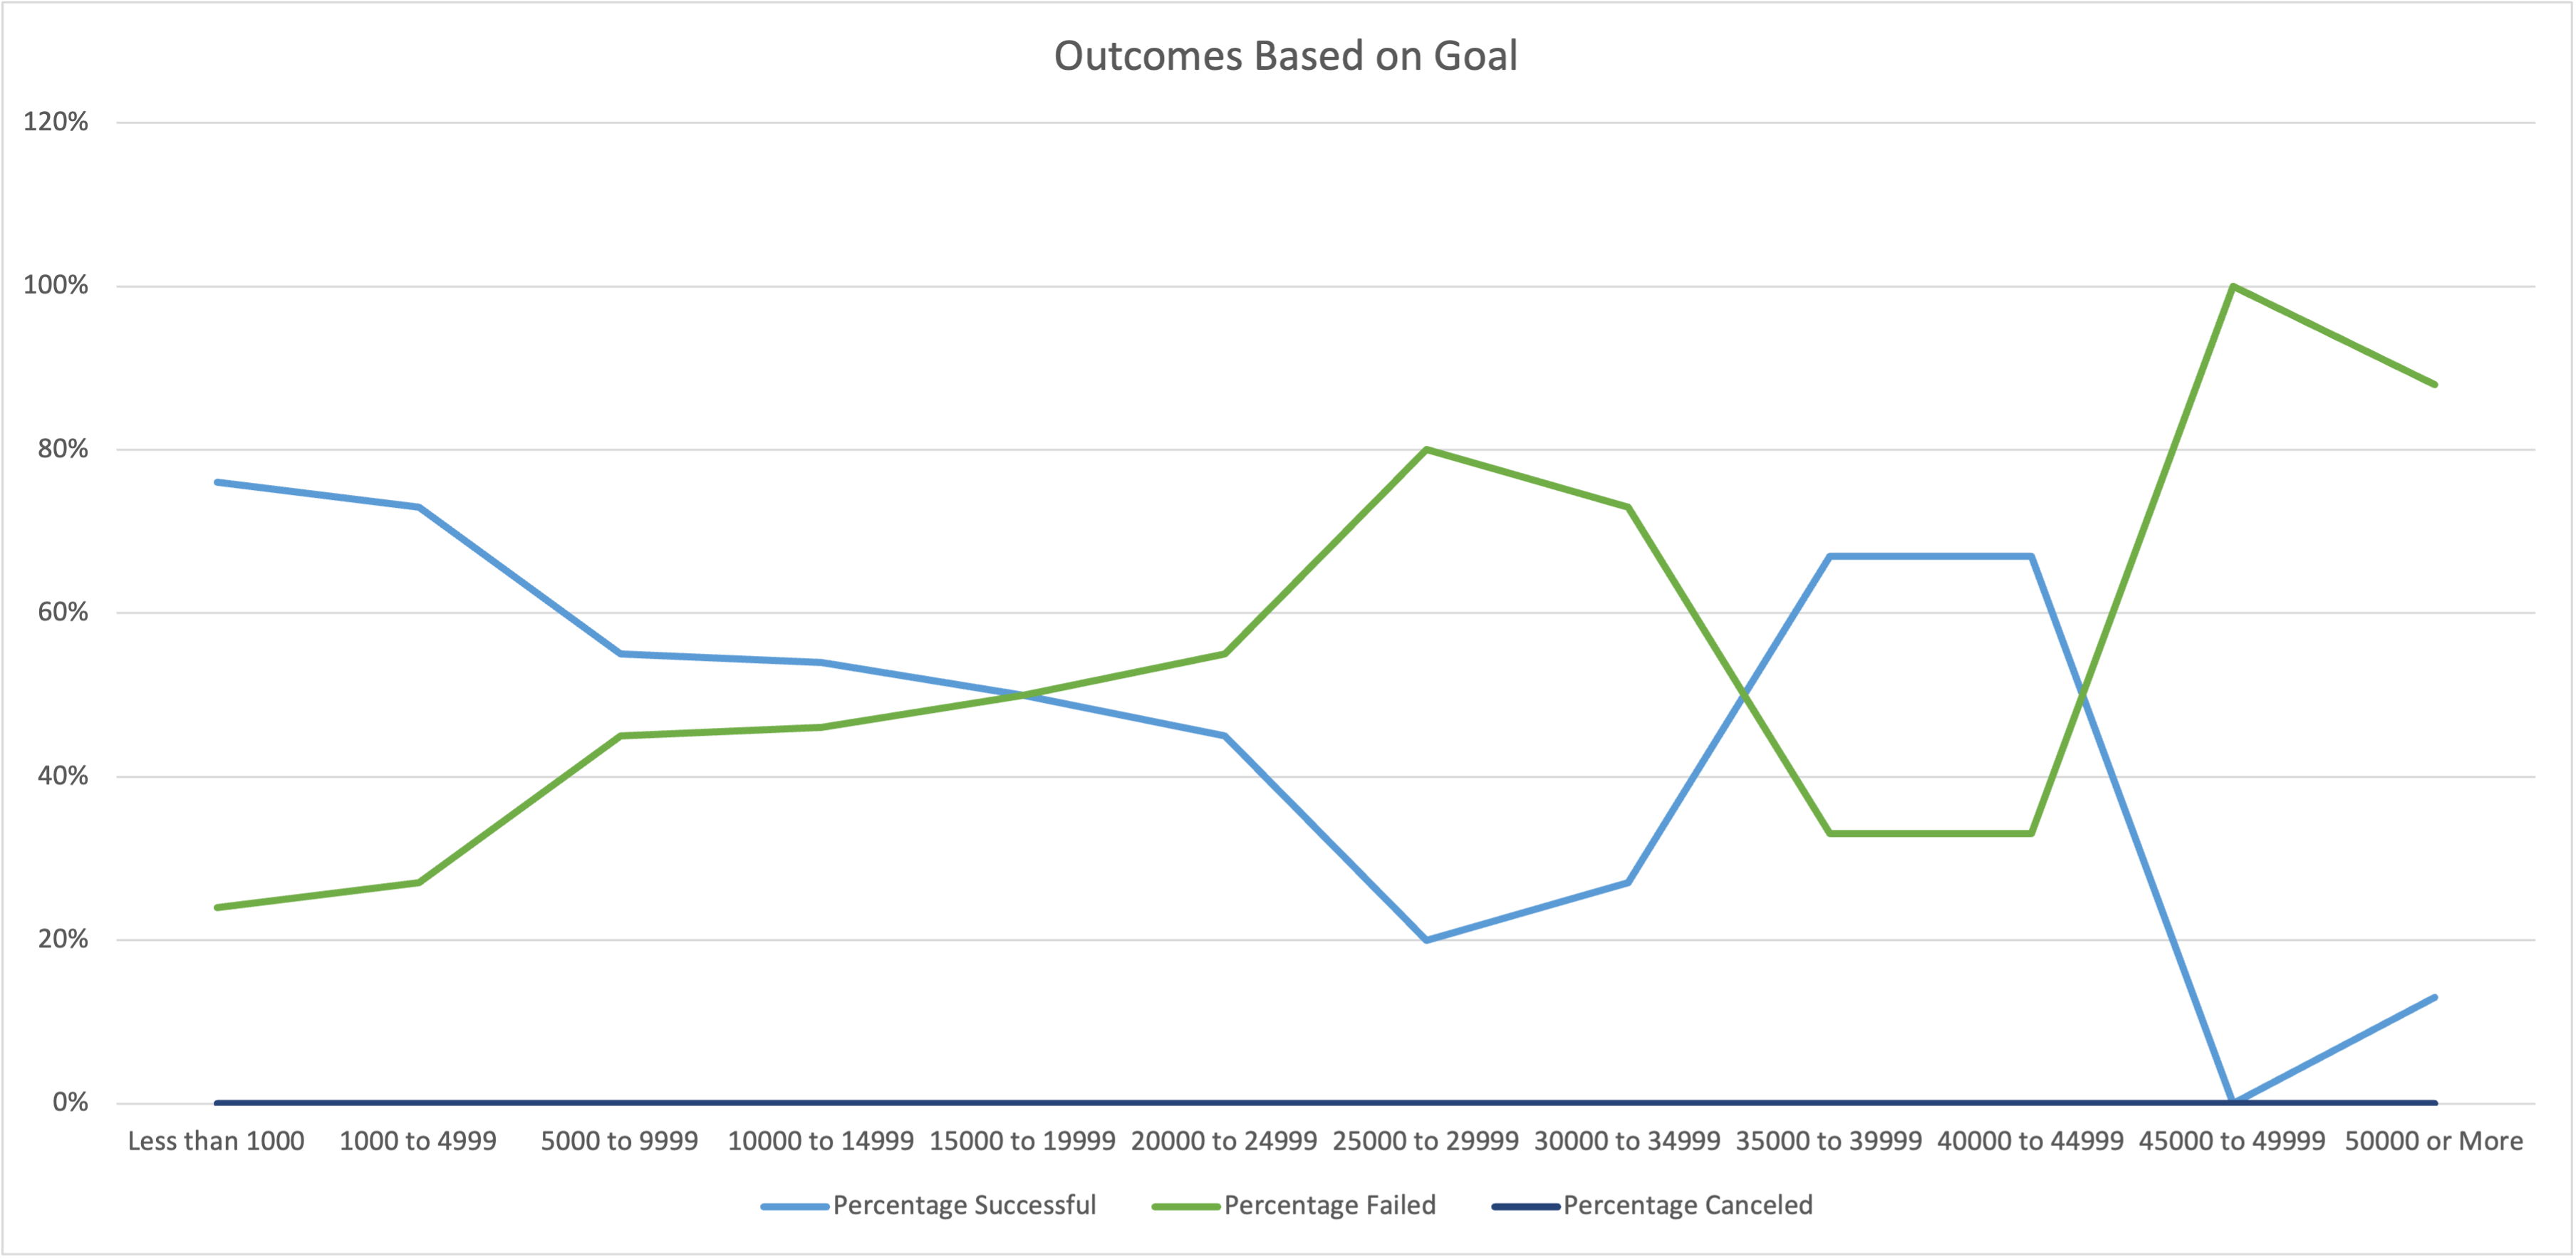 Outcomes Based on Goal
120%
100%
80%
60%
40%
20%
0%
Less than 1000 1000 to 4999 5000 to 9999 10000 to 14999 15000 to 19999 20000 to 24999 25000 to 29999 30000 to 34999 35000 to 39999 40000 to 44999 45000 to 49999 50000 or More
Percentage Successful Percentage Failed Percentage Canceled